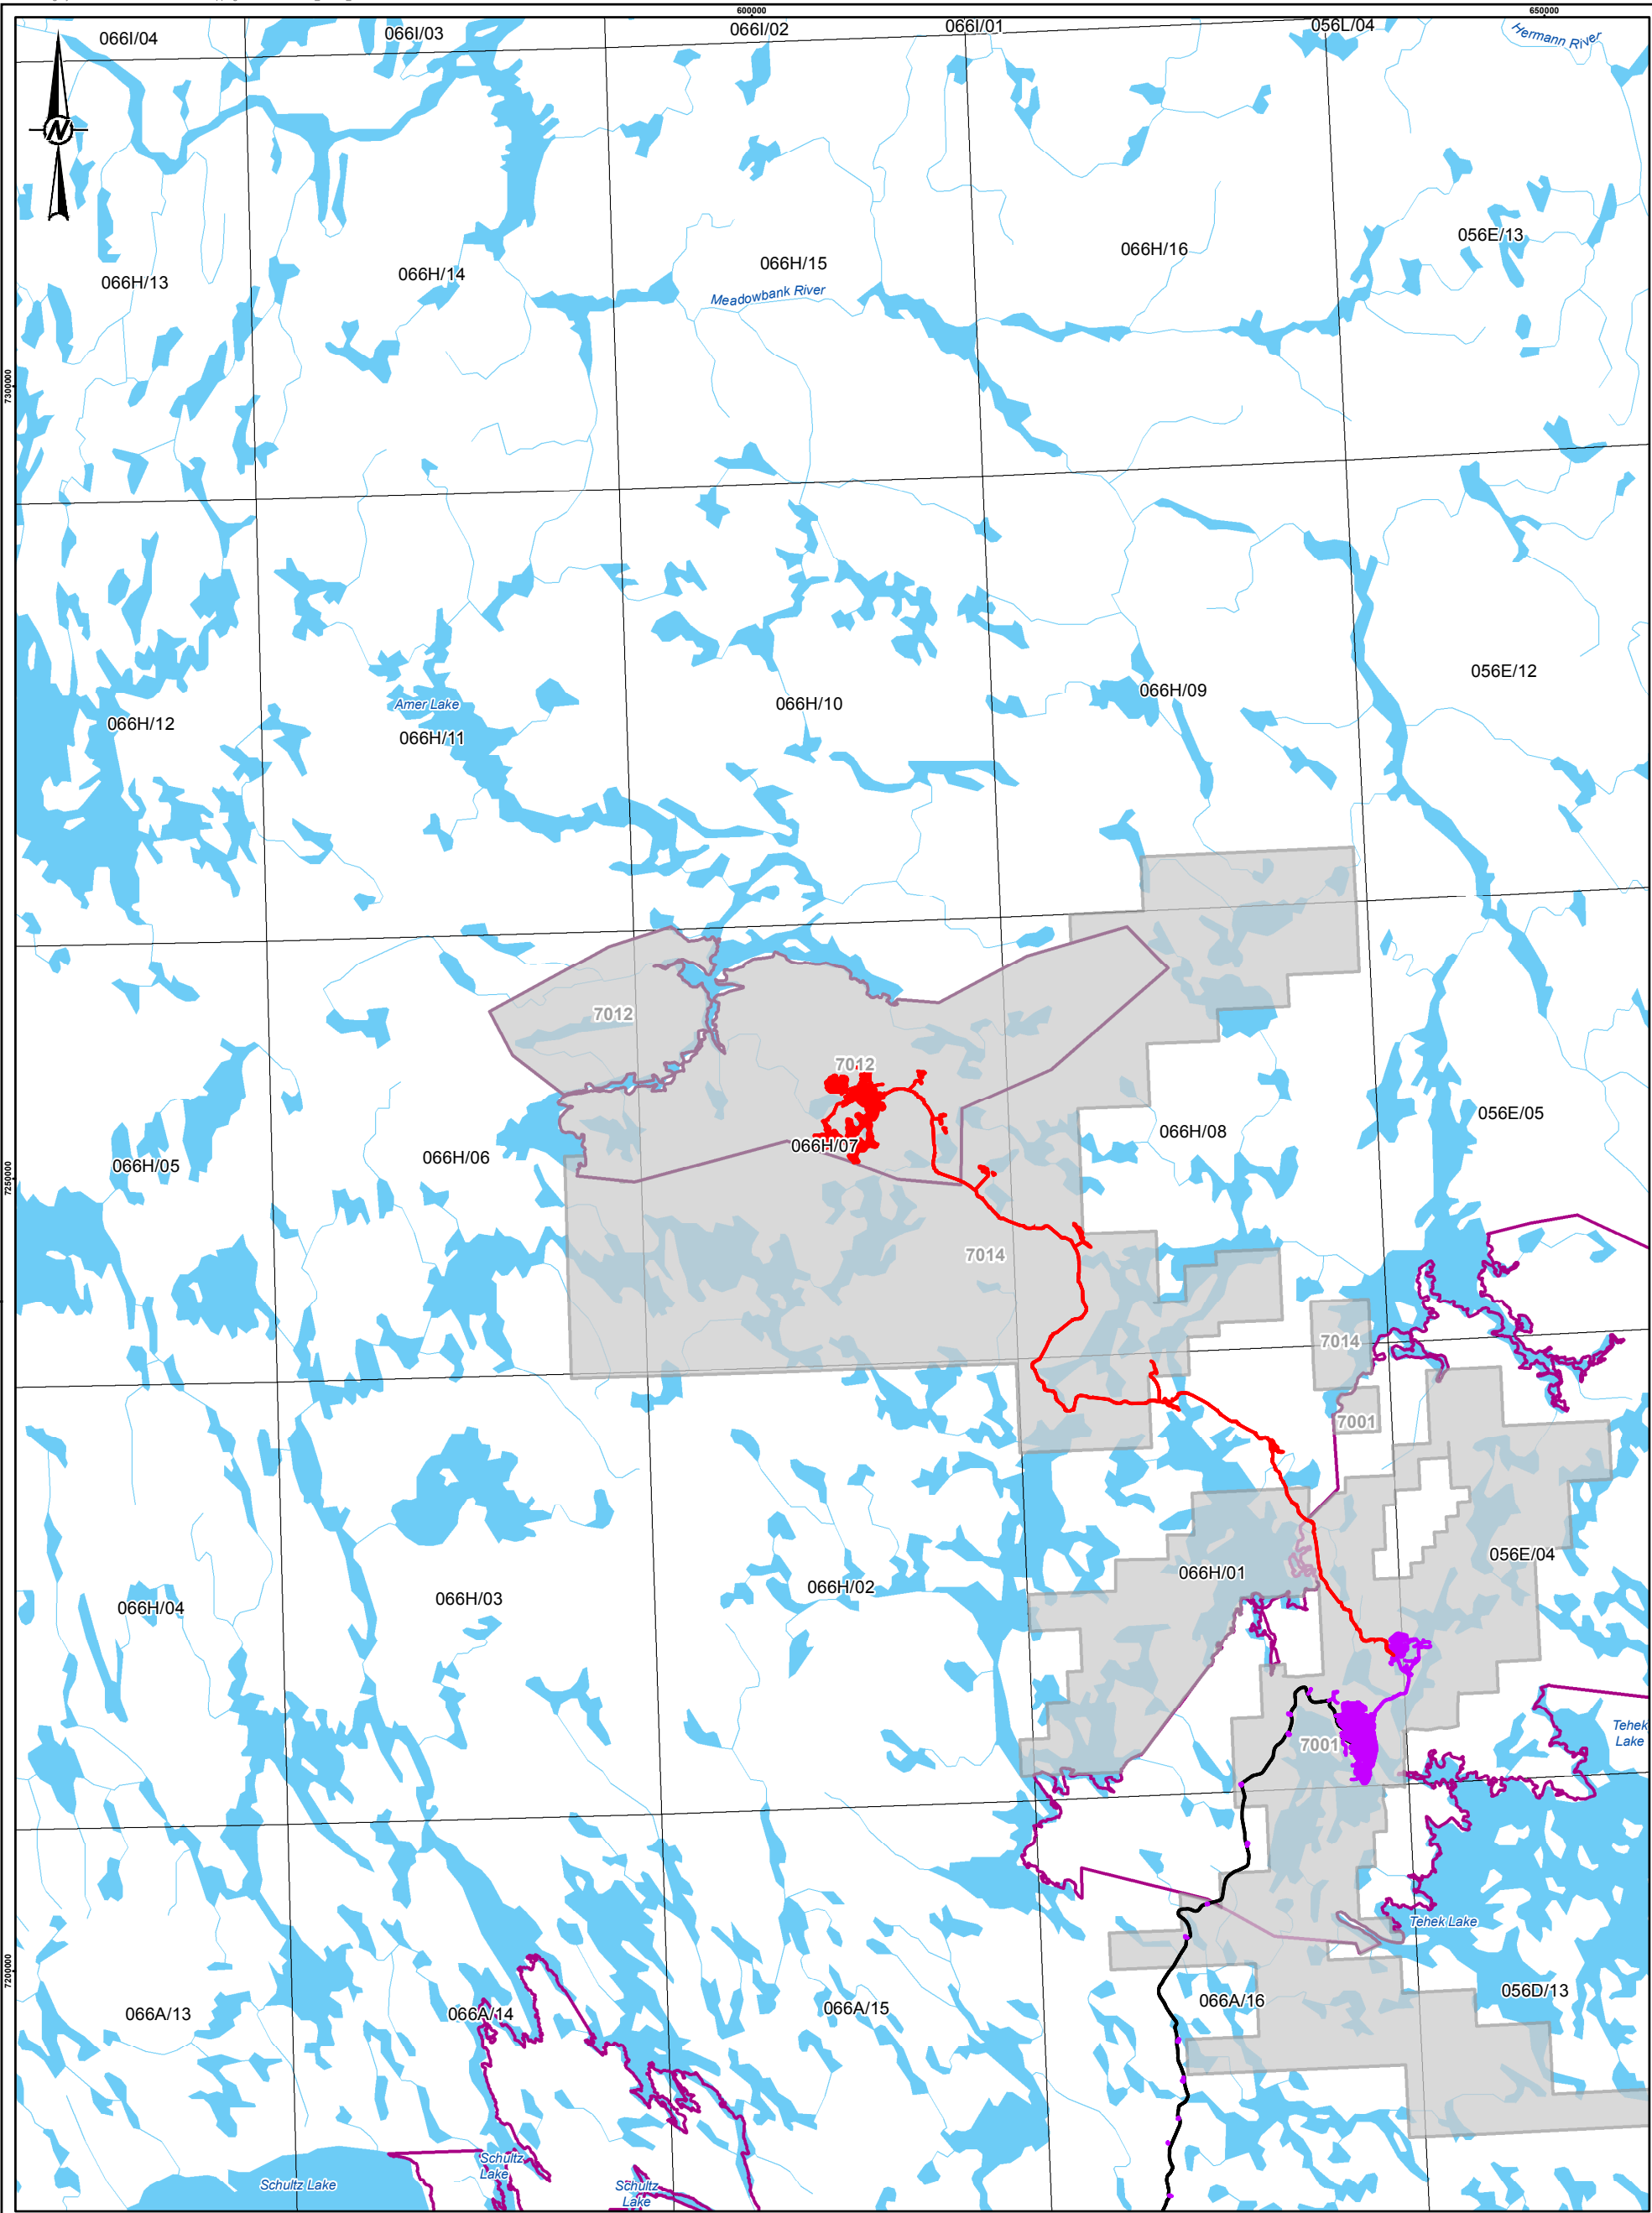 600000
650000
066I/04
066I/03
066I/02
066I/01
056L/04
Hermann River
N
066H/13
066H/14
066H/15
066H/16
056E/13
Meadowbank River
7300000
066H/12
Amer Lake
066H/11
066H/10
066H/09
056E/12
7012
7012
066H/05
066H/06
066H/07
066H/08
056E/05
7250000
7014
7014
7001
066H/04
066H/03
066H/02
066H/01
056E/04
7001
Tehek
Lake
Tehek Lake
7200000
066A/13
066A/14
066A/15
066A/16
056D/13
Schultz Lake
Schultz
Lake
Schultz
Lake